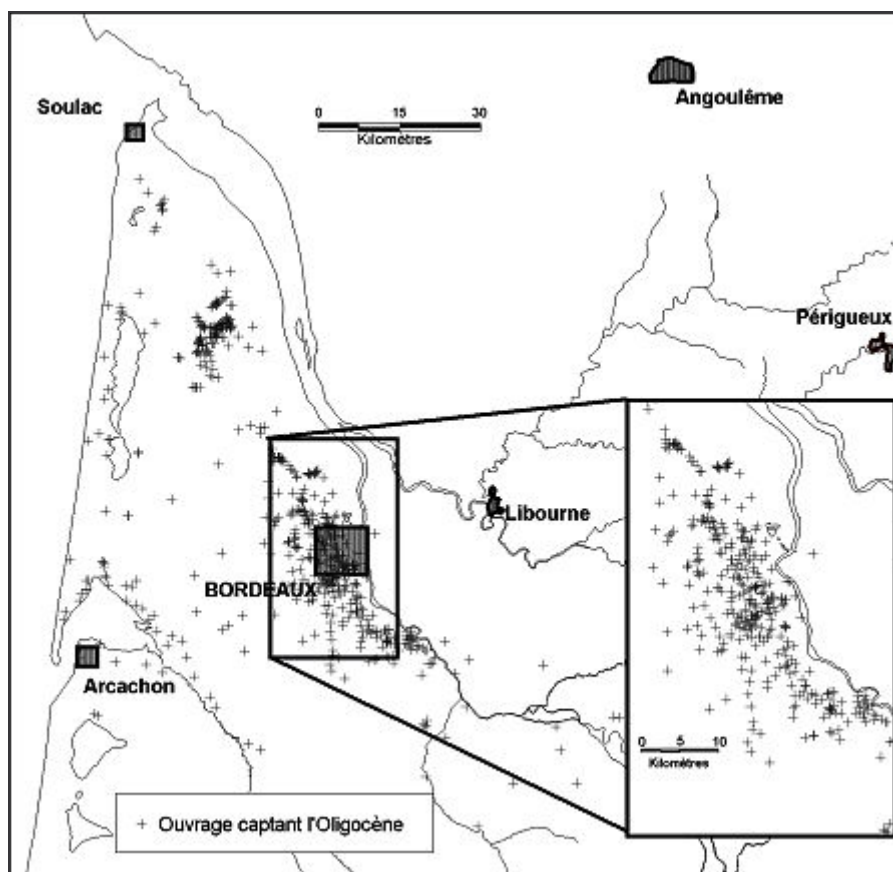 Soulac
Angoulême
0 15 30
Kilomètres
Périgueux
Libourne
BORDEAUX
Arcachon
0 5 10
Kilomètres
+ Ouvrage captant l'Oligocène